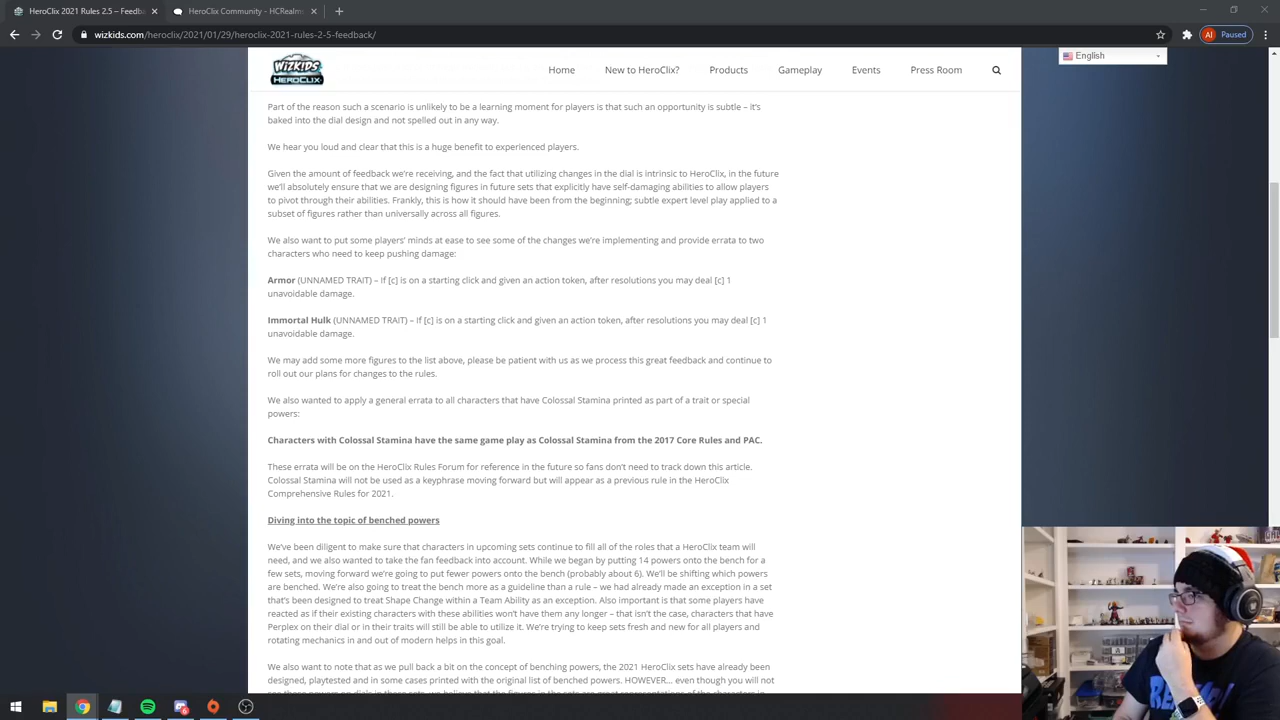 HeroClix 2021 Rules 2.5 – Feedb
HeroClix Community - HCRealm
wizkids.com/heroclix/2021/01/29/heroclix-2021-rules-2-5-feedback/
AI Paused
WIZKIDS
HEROCLIX
Home
New to HeroClix?
Products
Gameplay
Events
Press Room
English
Part of the reason such a scenario is unlikely to be a learning moment for players is that such an opportunity is subtle – it's
baked into the dial design and not spelled out in any way.
We hear you loud and clear that this is a huge benefit to experienced players.
Given the amount of feedback we're receiving, and the fact that utilizing changes in the dial is intrinsic to HeroClix, in the future
we'll absolutely ensure that we are designing figures in future sets that explicitly have self-damaging abilities to allow players
to pivot through their abilities. Frankly, this is how it should have been from the beginning; subtle expert level play applied to a
subset of figures rather than universally across all figures.
We also want to put some players' minds at ease to see some of the changes we're implementing and provide errata to two
characters who need to keep pushing damage:
Armor (UNNAMED TRAIT) – If [c] is on a starting click and given an action token, after resolutions you may deal [c] 1
unavoidable damage.
Immortal Hulk (UNNAMED TRAIT) – If [c] is on a starting click and given an action token, after resolutions you may deal [c] 1
unavoidable damage.
We may add some more figures to the list above, please be patient with us as we process this great feedback and continue to
roll out our plans for changes to the rules.
We also wanted to apply a general errata to all characters that have Colossal Stamina printed as part of a trait or special
powers:
Characters with Colossal Stamina have the same game play as Colossal Stamina from the 2017 Core Rules and PAC.
These errata will be on the HeroClix Rules Forum for reference in the future so fans don't need to track down this article.
Colossal Stamina will not be used as a keyphrase moving forward but will appear as a previous rule in the HeroClix
Comprehensive Rules for 2021.
Diving into the topic of benched powers
We've been diligent to make sure that characters in upcoming sets continue to fill all of the roles that a HeroClix team will
need, and we also wanted to take the fan feedback into account. While we began by putting 14 powers onto the bench for a
few sets, moving forward we're going to put fewer powers onto the bench (probably about 6). We'll be shifting which powers
are benched. We're also going to treat the bench more as a guideline than a rule – we had already made an exception in a set
that's been designed to treat Shape Change within a Team Ability as an exception. Also important is that some players have
reacted as if their existing characters with these abilities won't have them any longer – that isn't the case, characters that have
Perplex on their dial or in their traits will still be able to utilize it. We're trying to keep sets fresh and new for all players and
rotating mechanics in and out of modern helps in this goal.
We also want to note that as we pull back a bit on the concept of benching powers, the 2021 HeroClix sets have already been
designed, playtested and in some cases printed with the original list of benched powers. HOWEVER... even though you will not